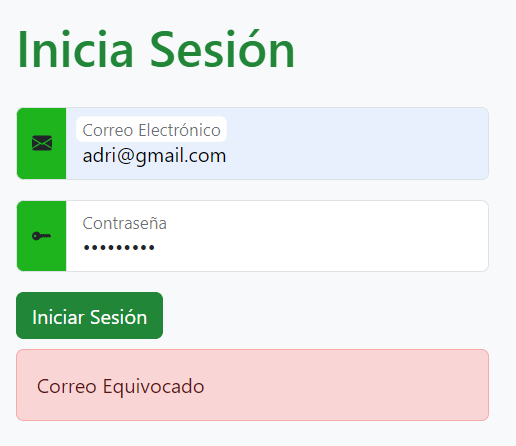 Inicia Sesión
Correo Electrónico
adri@gmail.com
Contraseña
•••••••••
Iniciar Sesión
Correo Equivocado